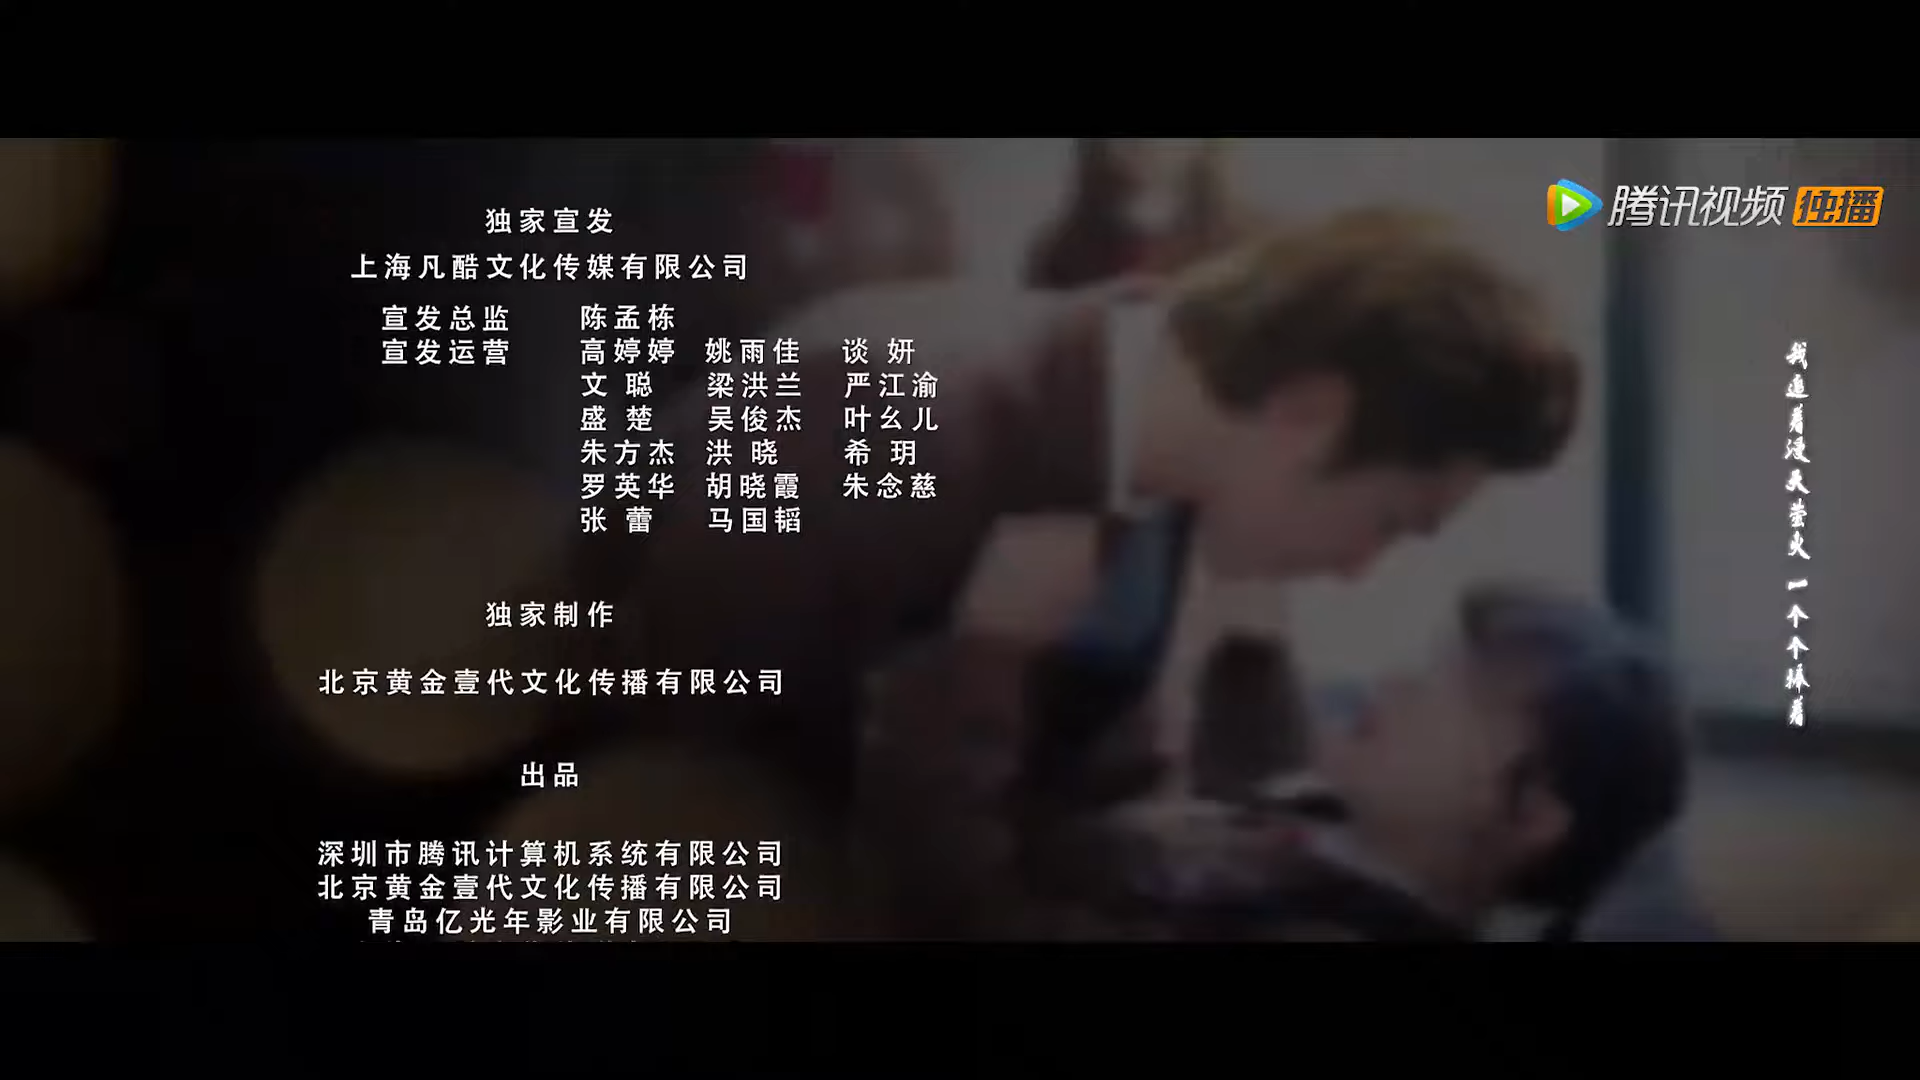 独家宣发
上海凡酷文化传媒有限公司
宣发总监 陈孟栋
宣发运营 高婷婷 姚雨佳 谈 妍
文 聪 梁洪兰 严江渝
盛 楚 吴俊杰 叶幺儿
朱方杰 洪 晓 希 玥
罗英华 胡晓霞 朱念慈
张 蕾 马国韬
独家制作
北京黄金壹代文化传播有限公司
出品
深圳市腾讯计算机系统有限公司
北京黄金壹代文化传播有限公司
青岛亿光年影业有限公司
腾讯视频 独播
我追着漫天萤火 一个个捧着